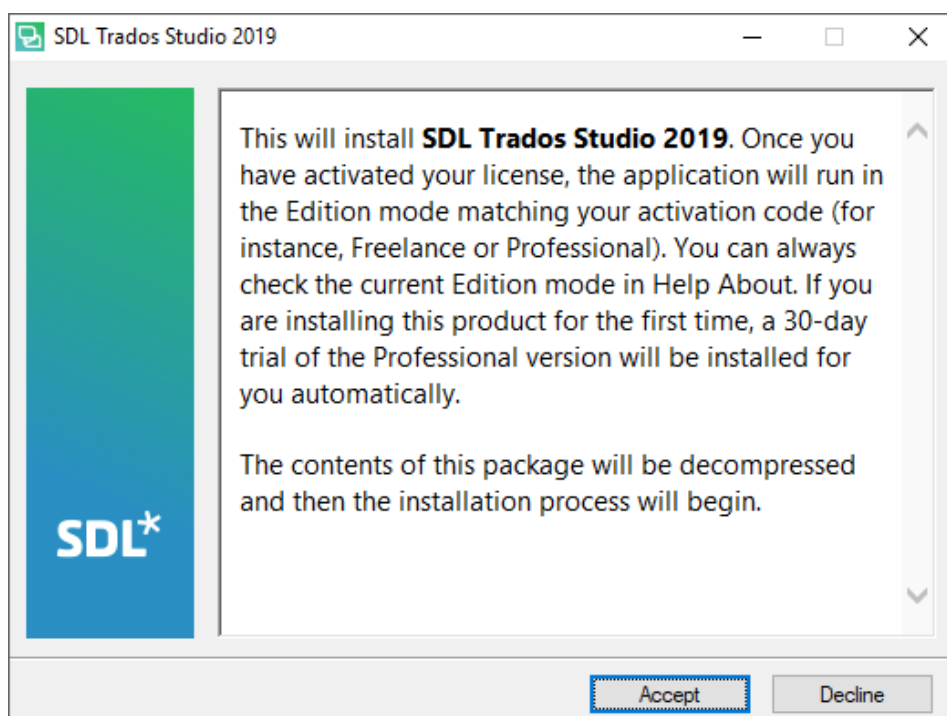 SDL Trados Studio 2019
This will install SDL Trados Studio 2019. Once you
have activated your license, the application will run in
the Edition mode matching your activation code (for
instance, Freelance or Professional). You can always
check the current Edition mode in Help About. If you
are installing this product for the first time, a 30-day
trial of the Professional version will be installed for
you automatically.
The contents of this package will be decompressed
and then the installation process will begin.
SDL*
Accept
Decline